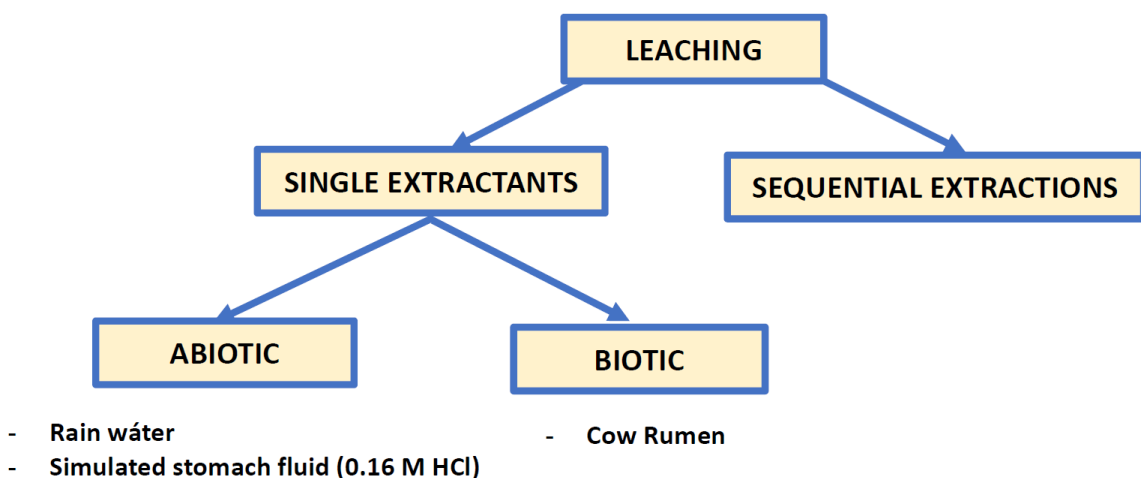 LEACHING
SINGLE EXTRACTANTS
SEQUENTIAL EXTRACTIONS
ABIOTIC
BIOTIC
- Rain wáter
- Simulated stomach fluid (0.16 M HCl)
- Cow Rumen